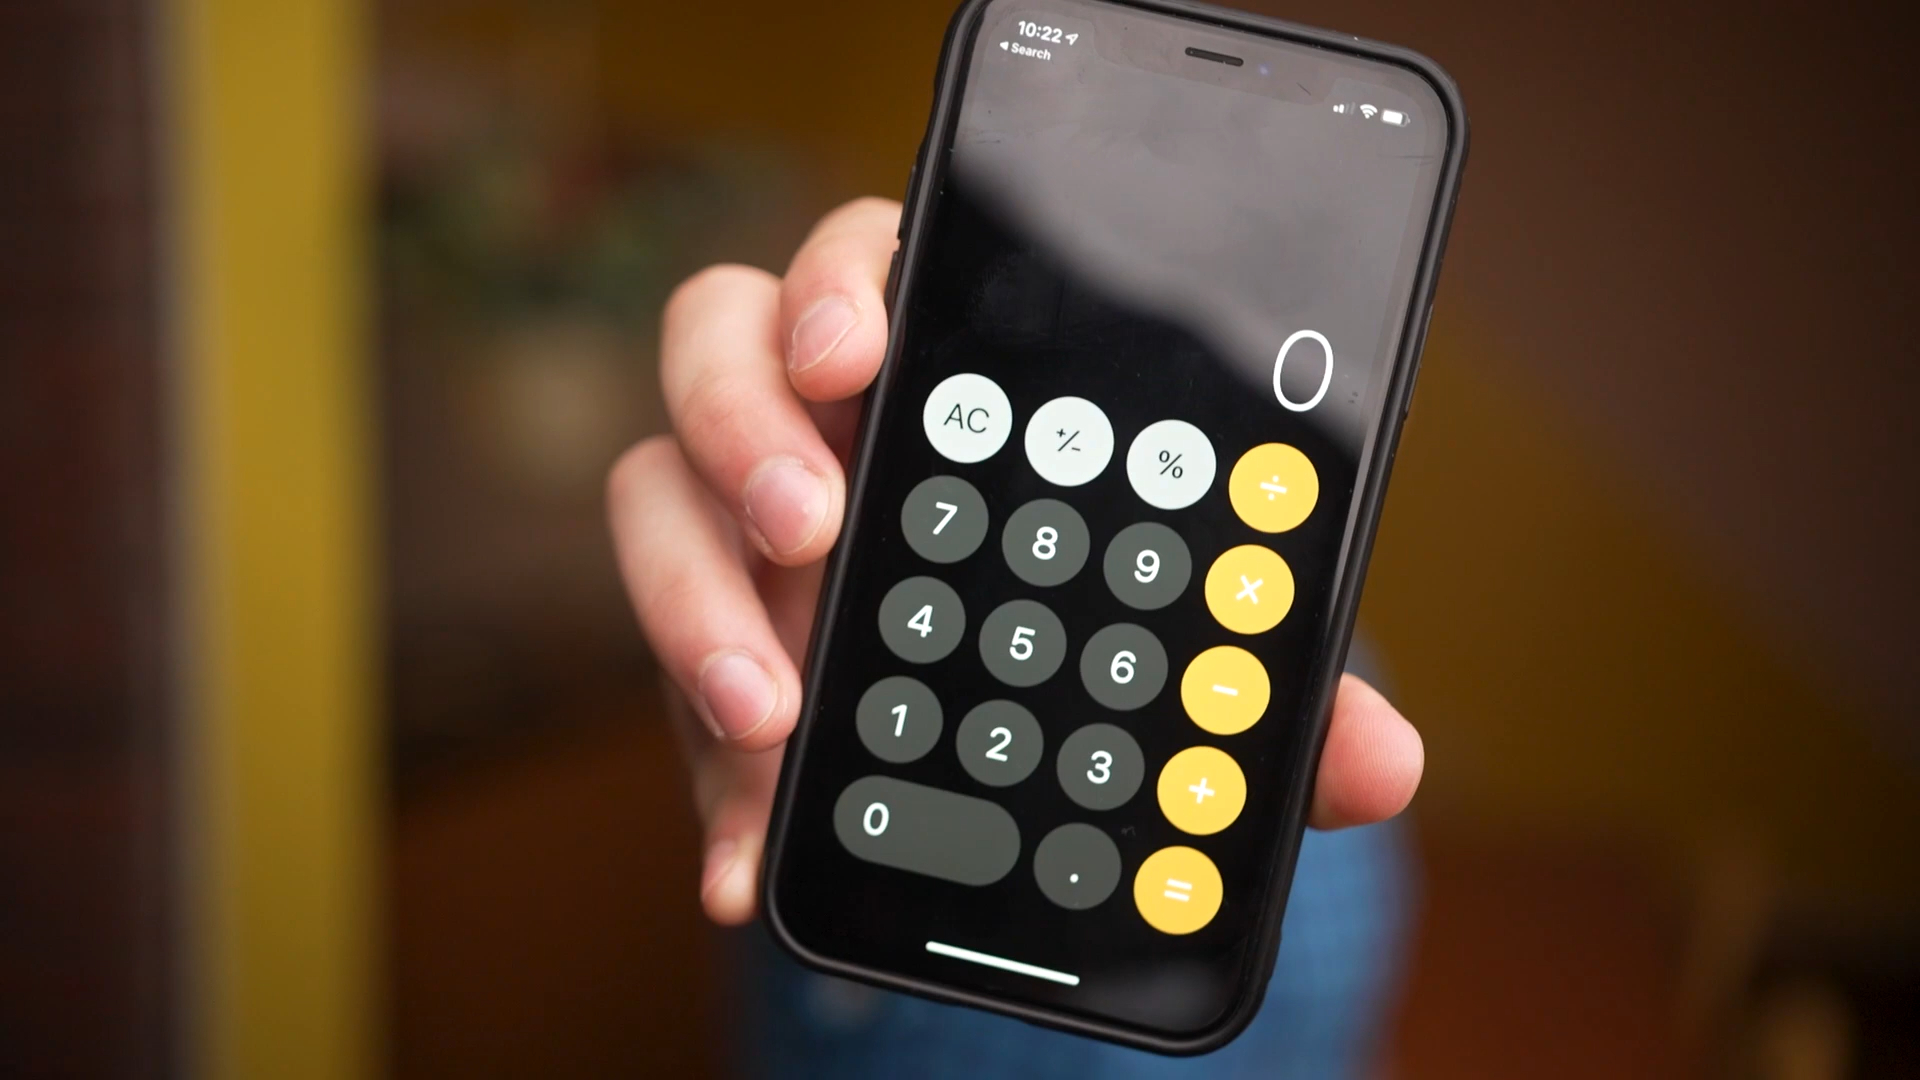 10:22
◀ Search
0
AC +/- % ÷
7 8 9 ×
4 5 6 −
1 2 3 +
0 . =